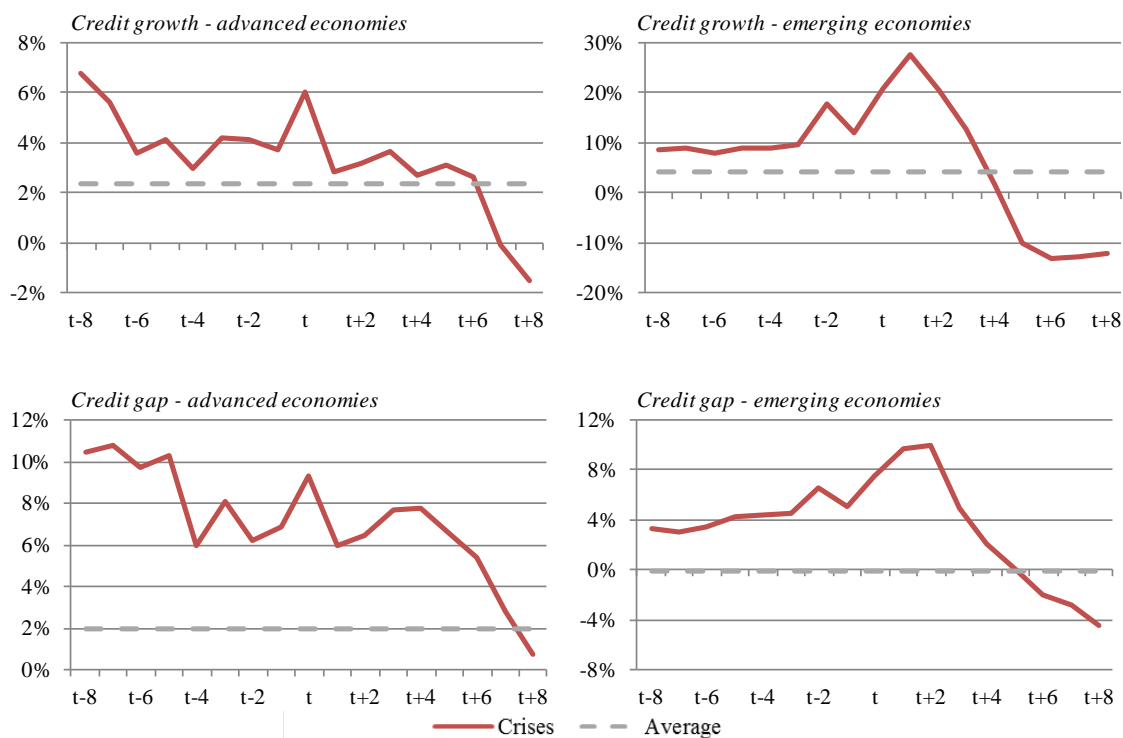 Credit growth - advanced economies
8%
6%
4%
2%
0%
-2%
t-8 t-6 t-4 t-2 t t+2 t+4 t+6 t+8
Credit growth - emerging economies
30%
20%
10%
0%
-10%
-20%
t-8 t-6 t-4 t-2 t t+2 t+4 t+6 t+8
Credit gap - advanced economies
12%
10%
8%
6%
4%
2%
0%
t-8 t-6 t-4 t-2 t t+2 t+4 t+6 t+8
Credit gap - emerging economies
12%
8%
4%
0%
-4%
-8%
t-8 t-6 t-4 t-2 t t+2 t+4 t+6 t+8
Crises Average